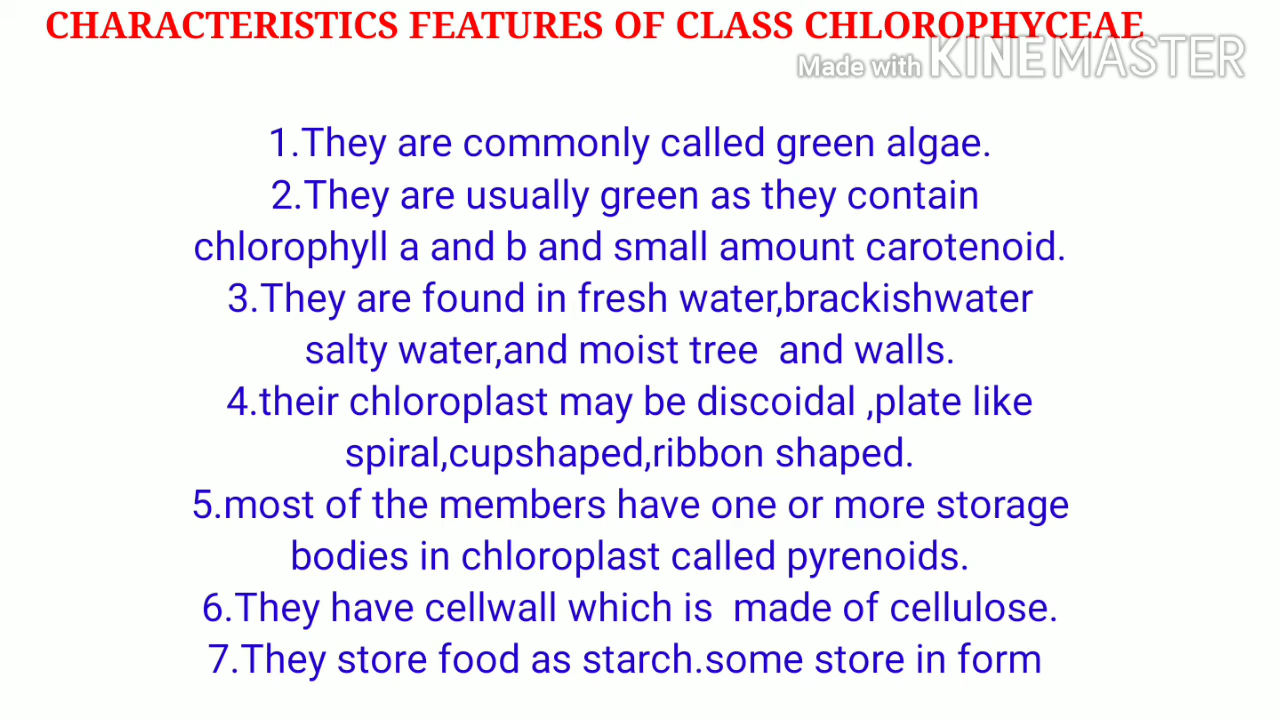 CHARACTERISTICS FEATURES OF CLASS CHLOROPHYCEAE
Made with KINEMASTER
1.They are commonly called green algae.
2.They are usually green as they contain
chlorophyll a and b and small amount carotenoid.
3.They are found in fresh water,brackishwater
salty water,and moist tree  and walls.
4.their chloroplast may be discoidal ,plate like
spiral,cupshaped,ribbon shaped.
5.most of the members have one or more storage
bodies in chloroplast called pyrenoids.
6.They have cellwall which is  made of cellulose.
7.They store food as starch.some store in form